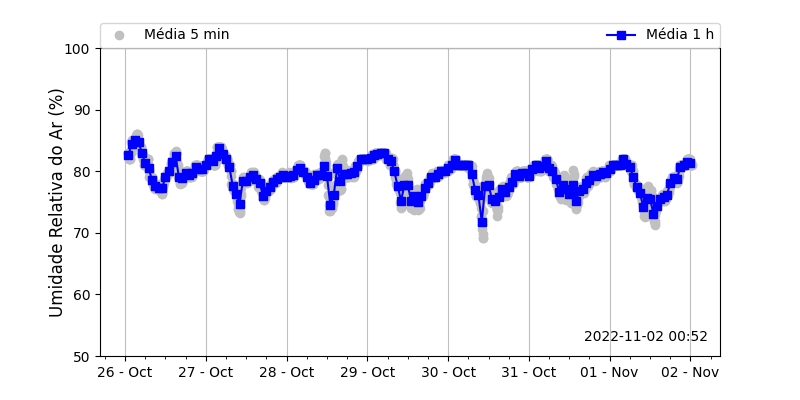 Média 5 min
Média 1 h
Umidade Relativa do Ar (%)
100
90
80
70
60
50
2022-11-02 00:52
26 - Oct
27 - Oct
28 - Oct
29 - Oct
30 - Oct
31 - Oct
01 - Nov
02 - Nov